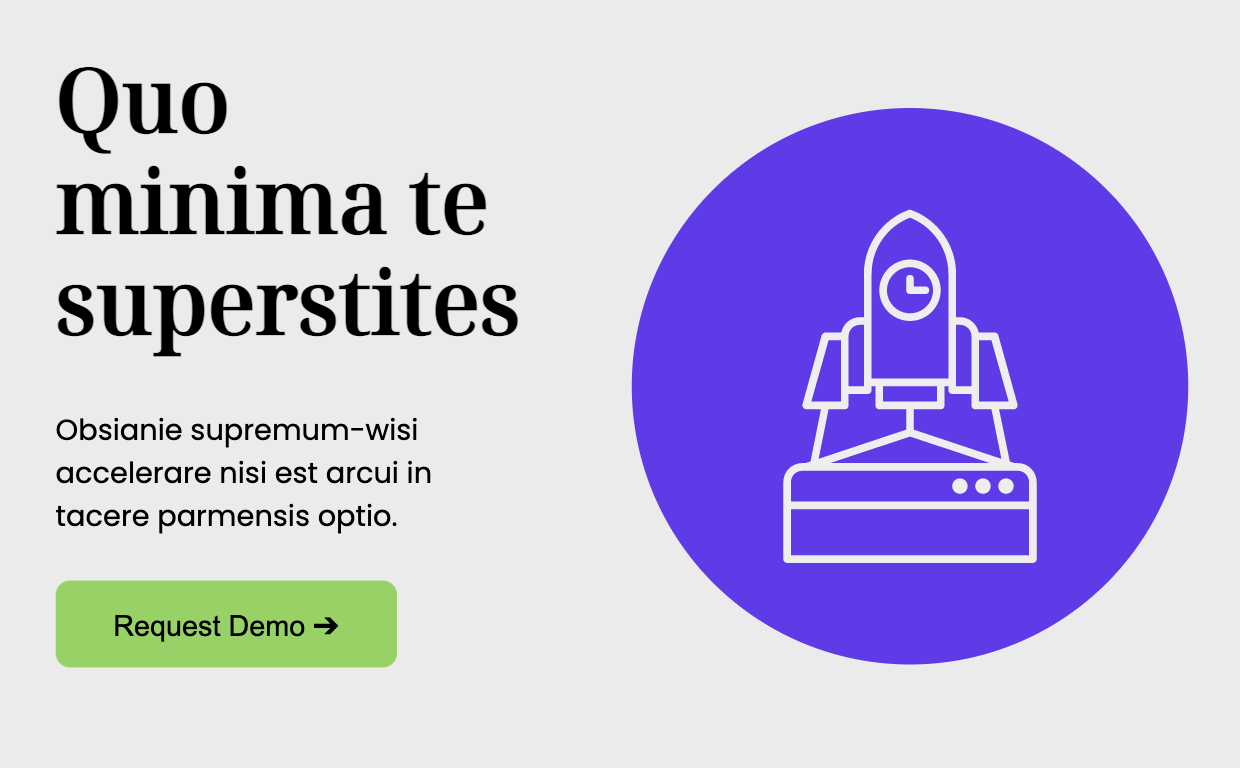 Quo
minima te
superstites
Obsianie supremum-wisi
accelerare nisi est arcui in
tacere parmensis optio.
Request Demo ➔